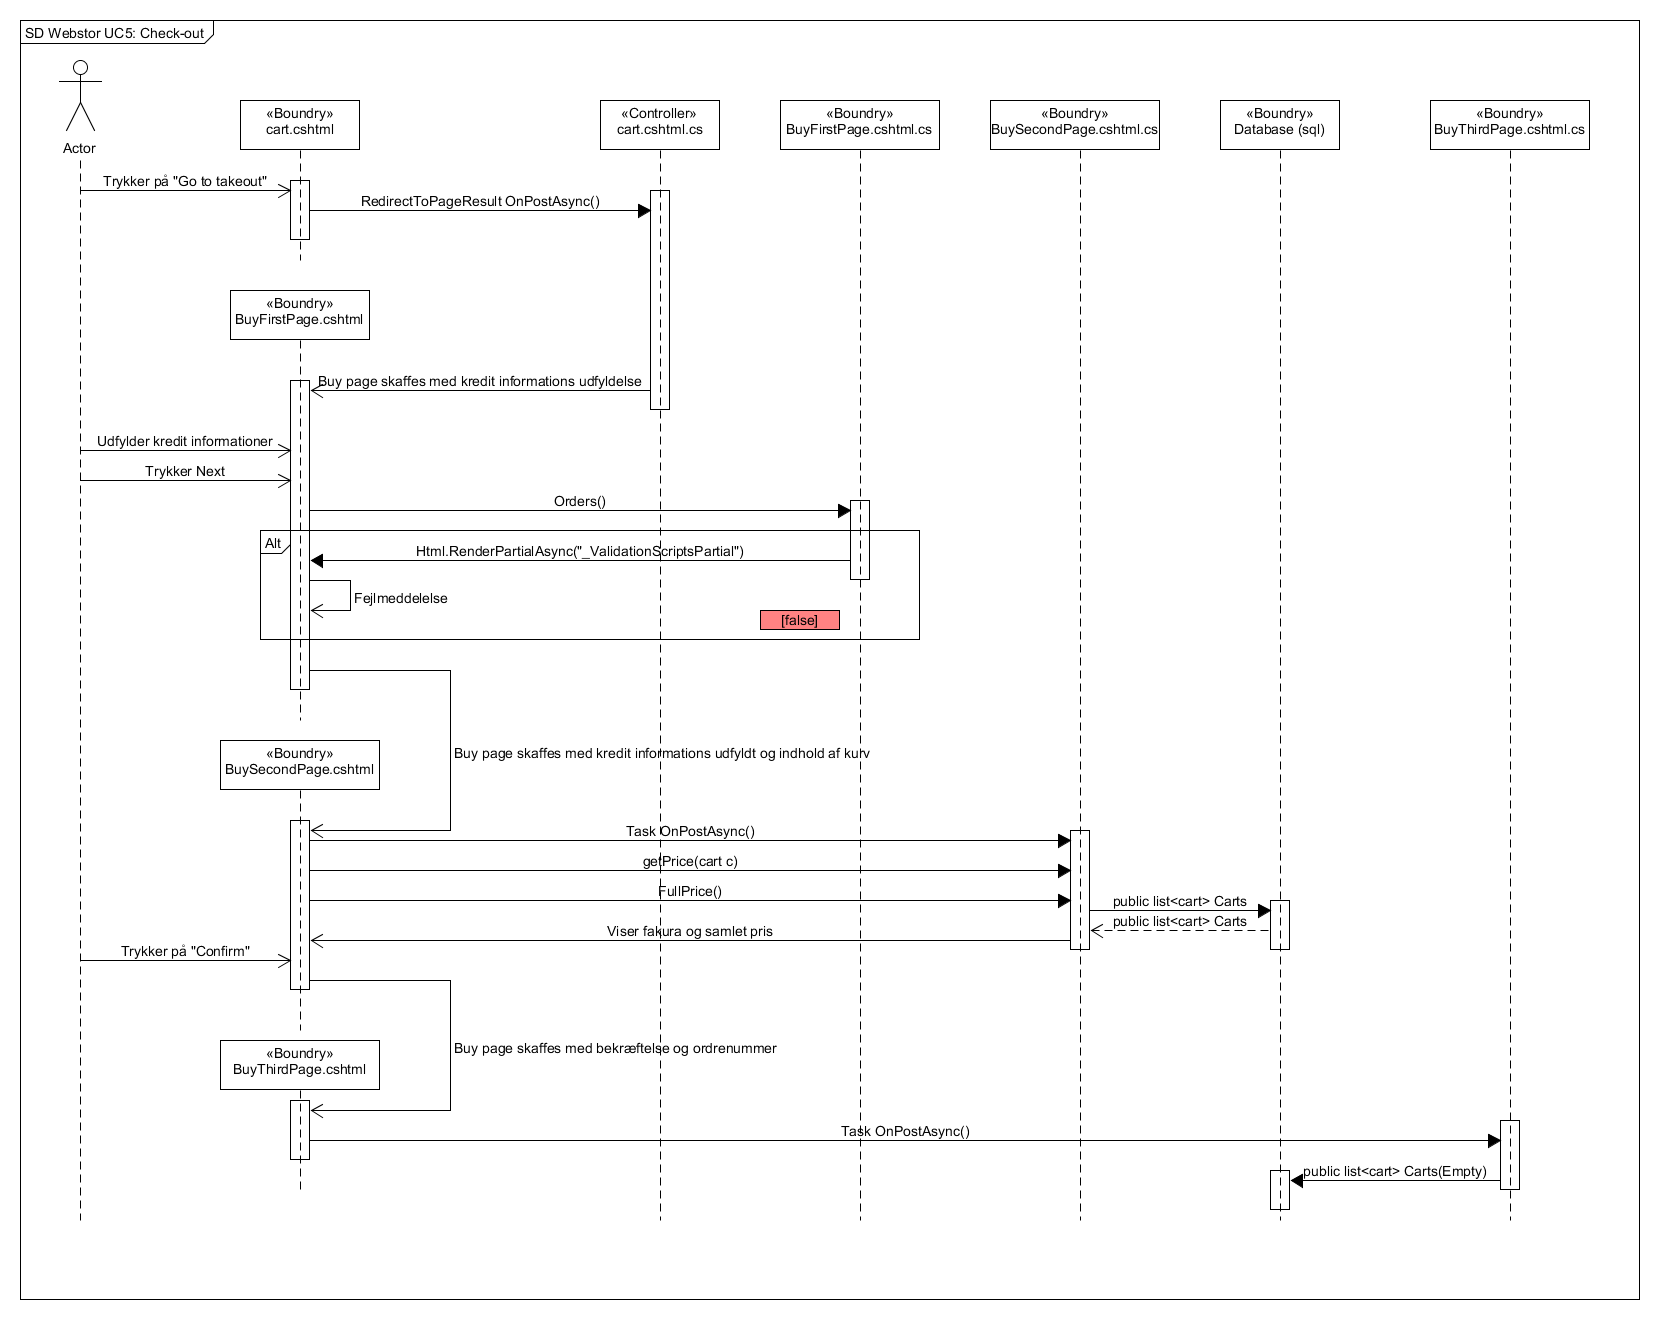 SD Webstor UC5: Check-out
Actor
«Boundry»
cart.cshtml
«Controller»
cart.cshtml.cs
«Boundry»
BuyFirstPage.cshtml.cs
«Boundry»
BuySecondPage.cshtml.cs
«Boundry»
Database (sql)
«Boundry»
BuyThirdPage.cshtml.cs
Trykker på "Go to takeout"
RedirectToPageResult OnPostAsync()
«Boundry»
BuyFirstPage.cshtml
Buy page skaffes med kredit informations udfyldelse
Udfylder kredit informationer
Trykker Next
Orders()
Alt
Html.RenderPartialAsync("_ValidationScriptsPartial")
Fejlmeddelelse
[false]
«Boundry»
BuySecondPage.cshtml
Buy page skaffes med kredit informations udfyldt og indhold af kurv
Task OnPostAsync()
getPrice(cart c)
FullPrice()
public list<cart> Carts
public list<cart> Carts
Viser fakura og samlet pris
Trykker på "Confirm"
«Boundry»
BuyThirdPage.cshtml
Buy page skaffes med bekræftelse og ordrenummer
Task OnPostAsync()
public list<cart> Carts(Empty)